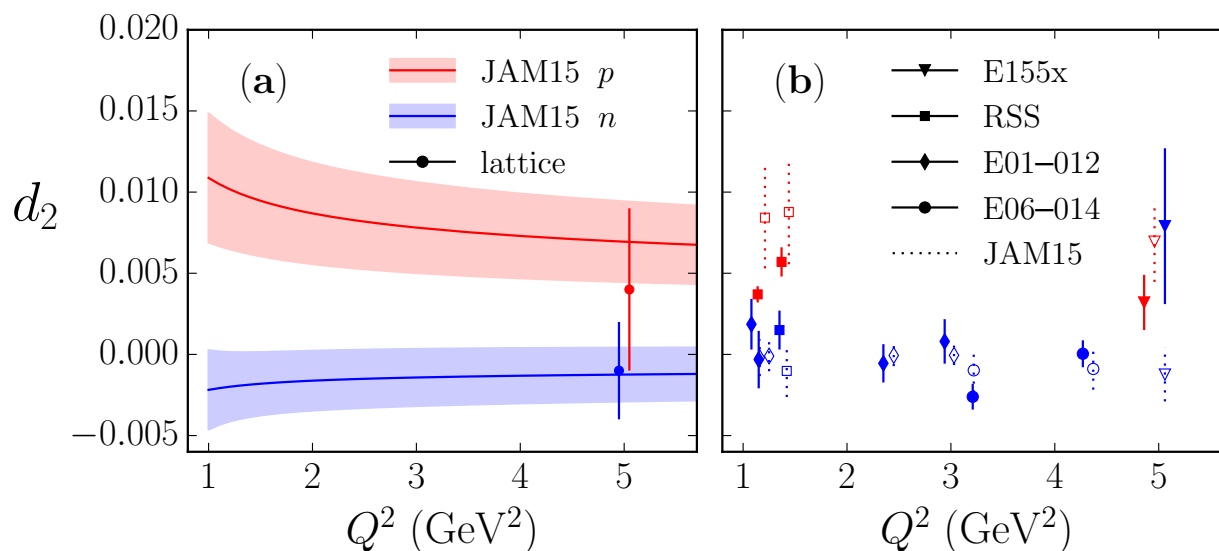 0.020
0.015
0.010
0.005
0.000
−0.005
d₂
(a)
JAM15 p
JAM15 n
lattice
1 2 3 4 5
Q² (GeV²)
(b)
E155x
RSS
E01–012
E06–014
JAM15
1 2 3 4 5
Q² (GeV²)